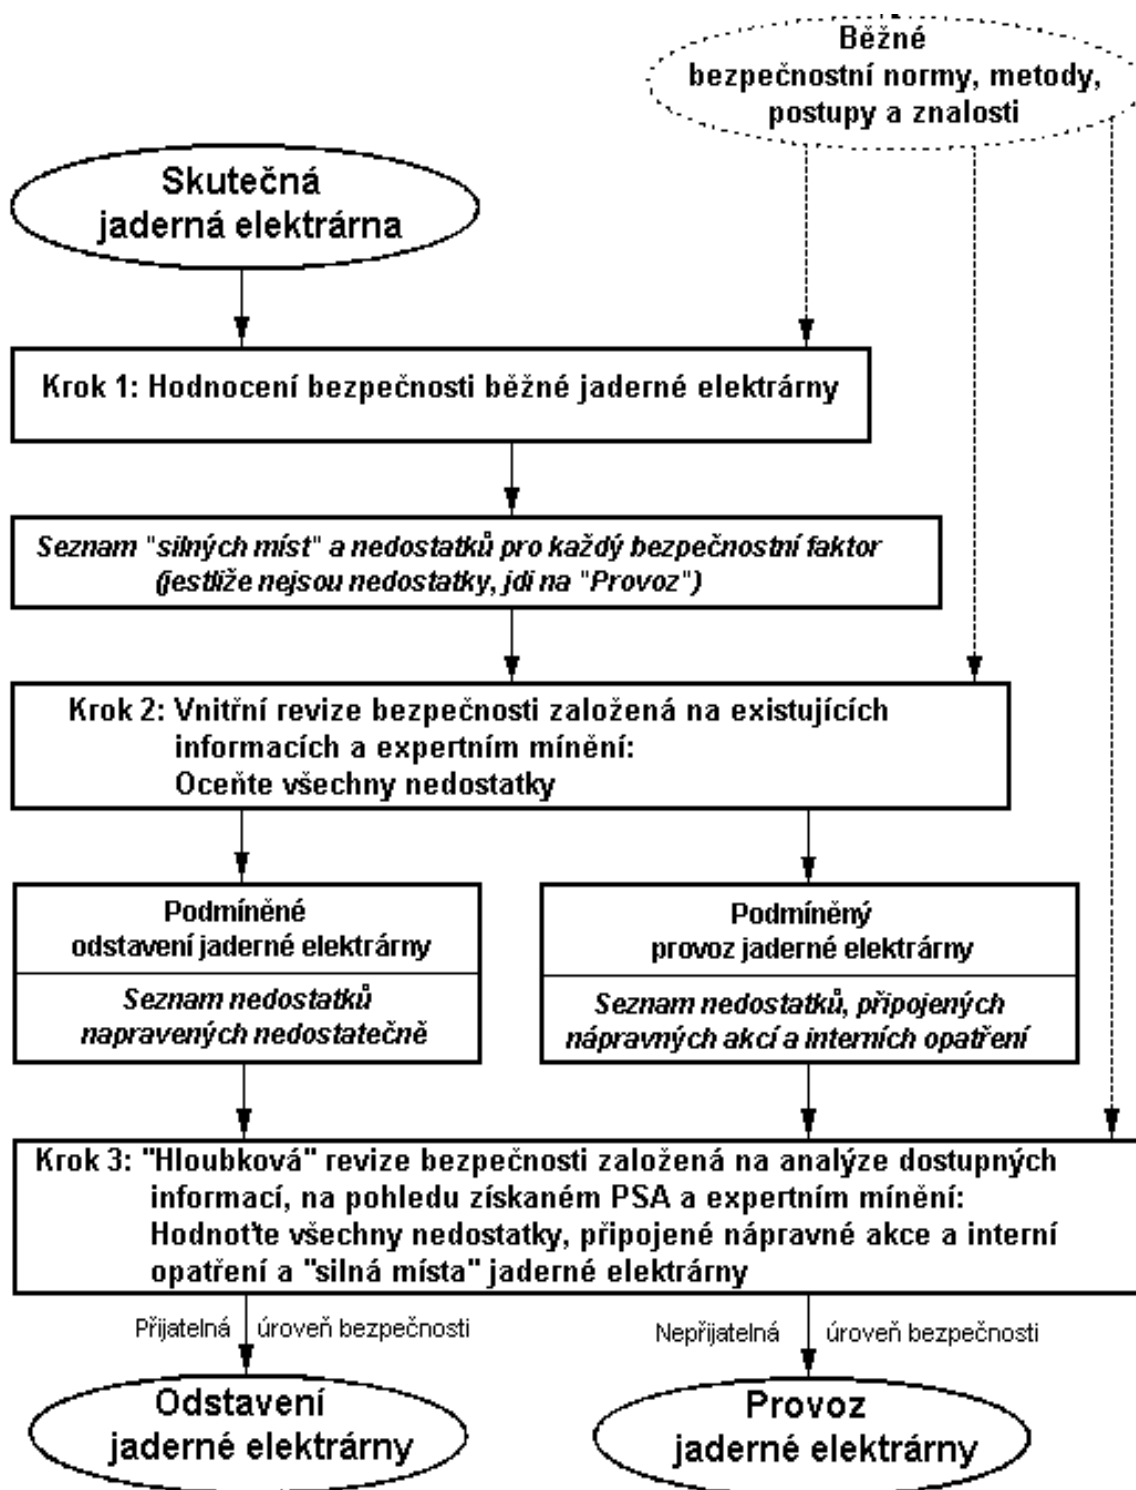 Běžné
bezpečnostní normy, metody,
postupy a znalosti
Skutečná
jaderná elektrárna
Krok 1: Hodnocení bezpečnosti běžné jaderné elektrárny
Seznam "silných míst" a nedostatků pro každý bezpečnostní faktor
(jestliže nejsou nedostatky, jdi na "Provoz")
Krok 2: Vnitřní revize bezpečnosti založená na existujících
informacích a expertním mínění:
Oceňte všechny nedostatky
Podmíněné
odstavení jaderné elektrárny
Seznam nedostatků
napravených nedostatečně
Podmíněný
provoz jaderné elektrárny
Seznam nedostatků, připojených
nápravných akcí a interních opatření
Krok 3: "Hloubková" revize bezpečnosti založená na analýze dostupných
informací, na pohledu získaném PSA a expertním mínění:
Hodnoťte všechny nedostatky, připojené nápravné akce a interní
opatření a "silná místa" jaderné elektrárny
Přijatelná úroveň bezpečnosti
Nepřijatelná úroveň bezpečnosti
Odstavení
jaderné elektrárny
Provoz
jaderné elektrárny